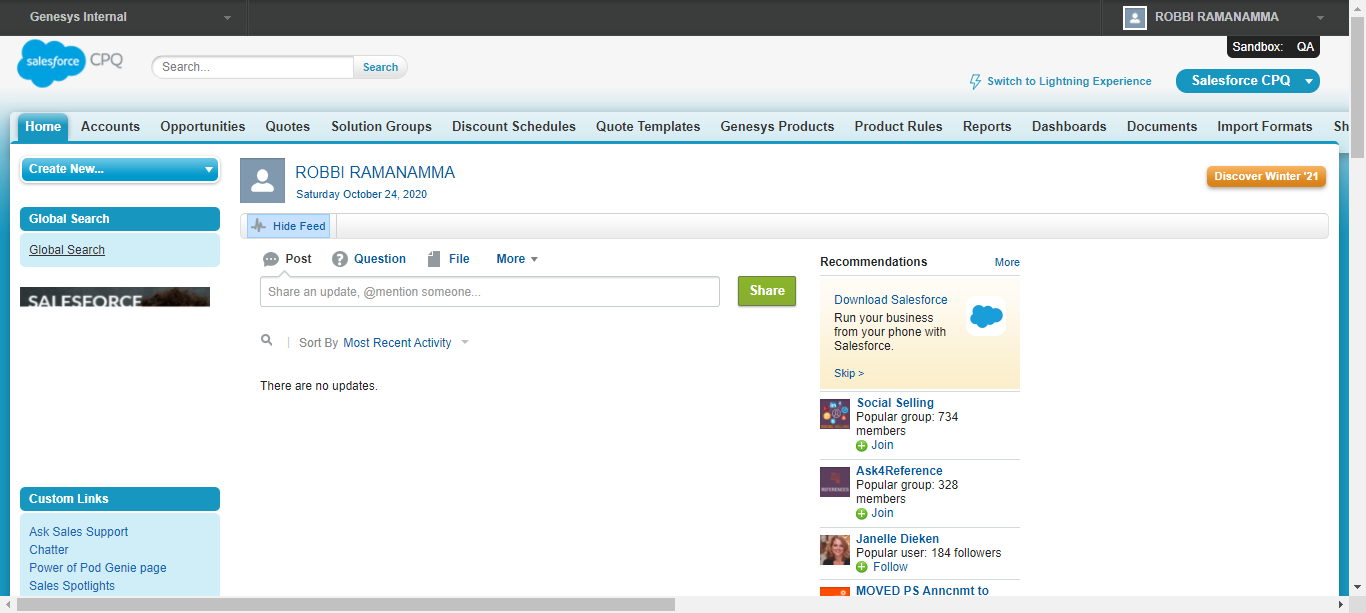 Genesys Internal
ROBBI RAMANAMMA
Sandbox: QA
salesforce CPQ
Search...
Search
Switch to Lightning Experience
Salesforce CPQ
Home Accounts Opportunities Quotes Solution Groups Discount Schedules Quote Templates Genesys Products Product Rules Reports Dashboards Documents Import Formats Sh
Create New...
Global Search
Global Search
SALESFORCE
Custom Links
Ask Sales Support
Chatter
Power of Pod Genie page
Sales Spotlights
ROBBI RAMANAMMA
Saturday October 24, 2020
Discover Winter '21
Hide Feed
Post Question File More
Share an update, @mention someone...
Share
Sort By Most Recent Activity
There are no updates.
Recommendations More
Download Salesforce
Run your business
from your phone with
Salesforce.
Skip >
Social Selling
Popular group: 734
members
Join
Ask4Reference
Popular group: 328
members
Join
Janelle Dieken
Popular user: 184 followers
Follow
MOVED PS Anncmnt to